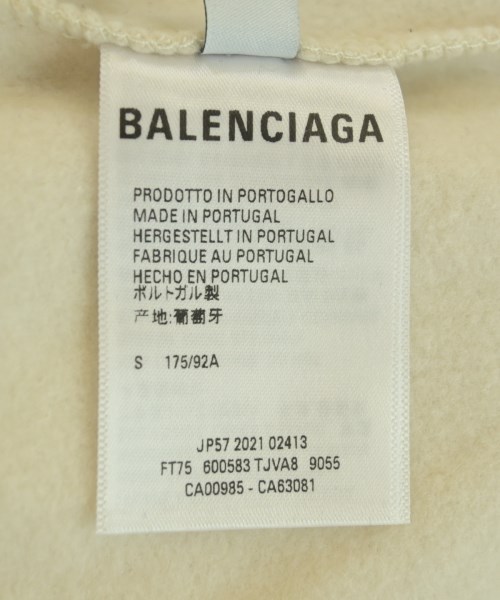 BALENCIAGA
PRODOTTO IN PORTOGALLO
MADE IN PORTUGAL
HERGESTELLT IN PORTUGAL
FABRIQUE AU PORTUGAL
HECHO EN PORTUGAL
ポルトガル製
产地:葡萄牙
S 175/92A
JP57 2021 02413
FT75 600583 TJVA8 9055
CA00985 - CA63081